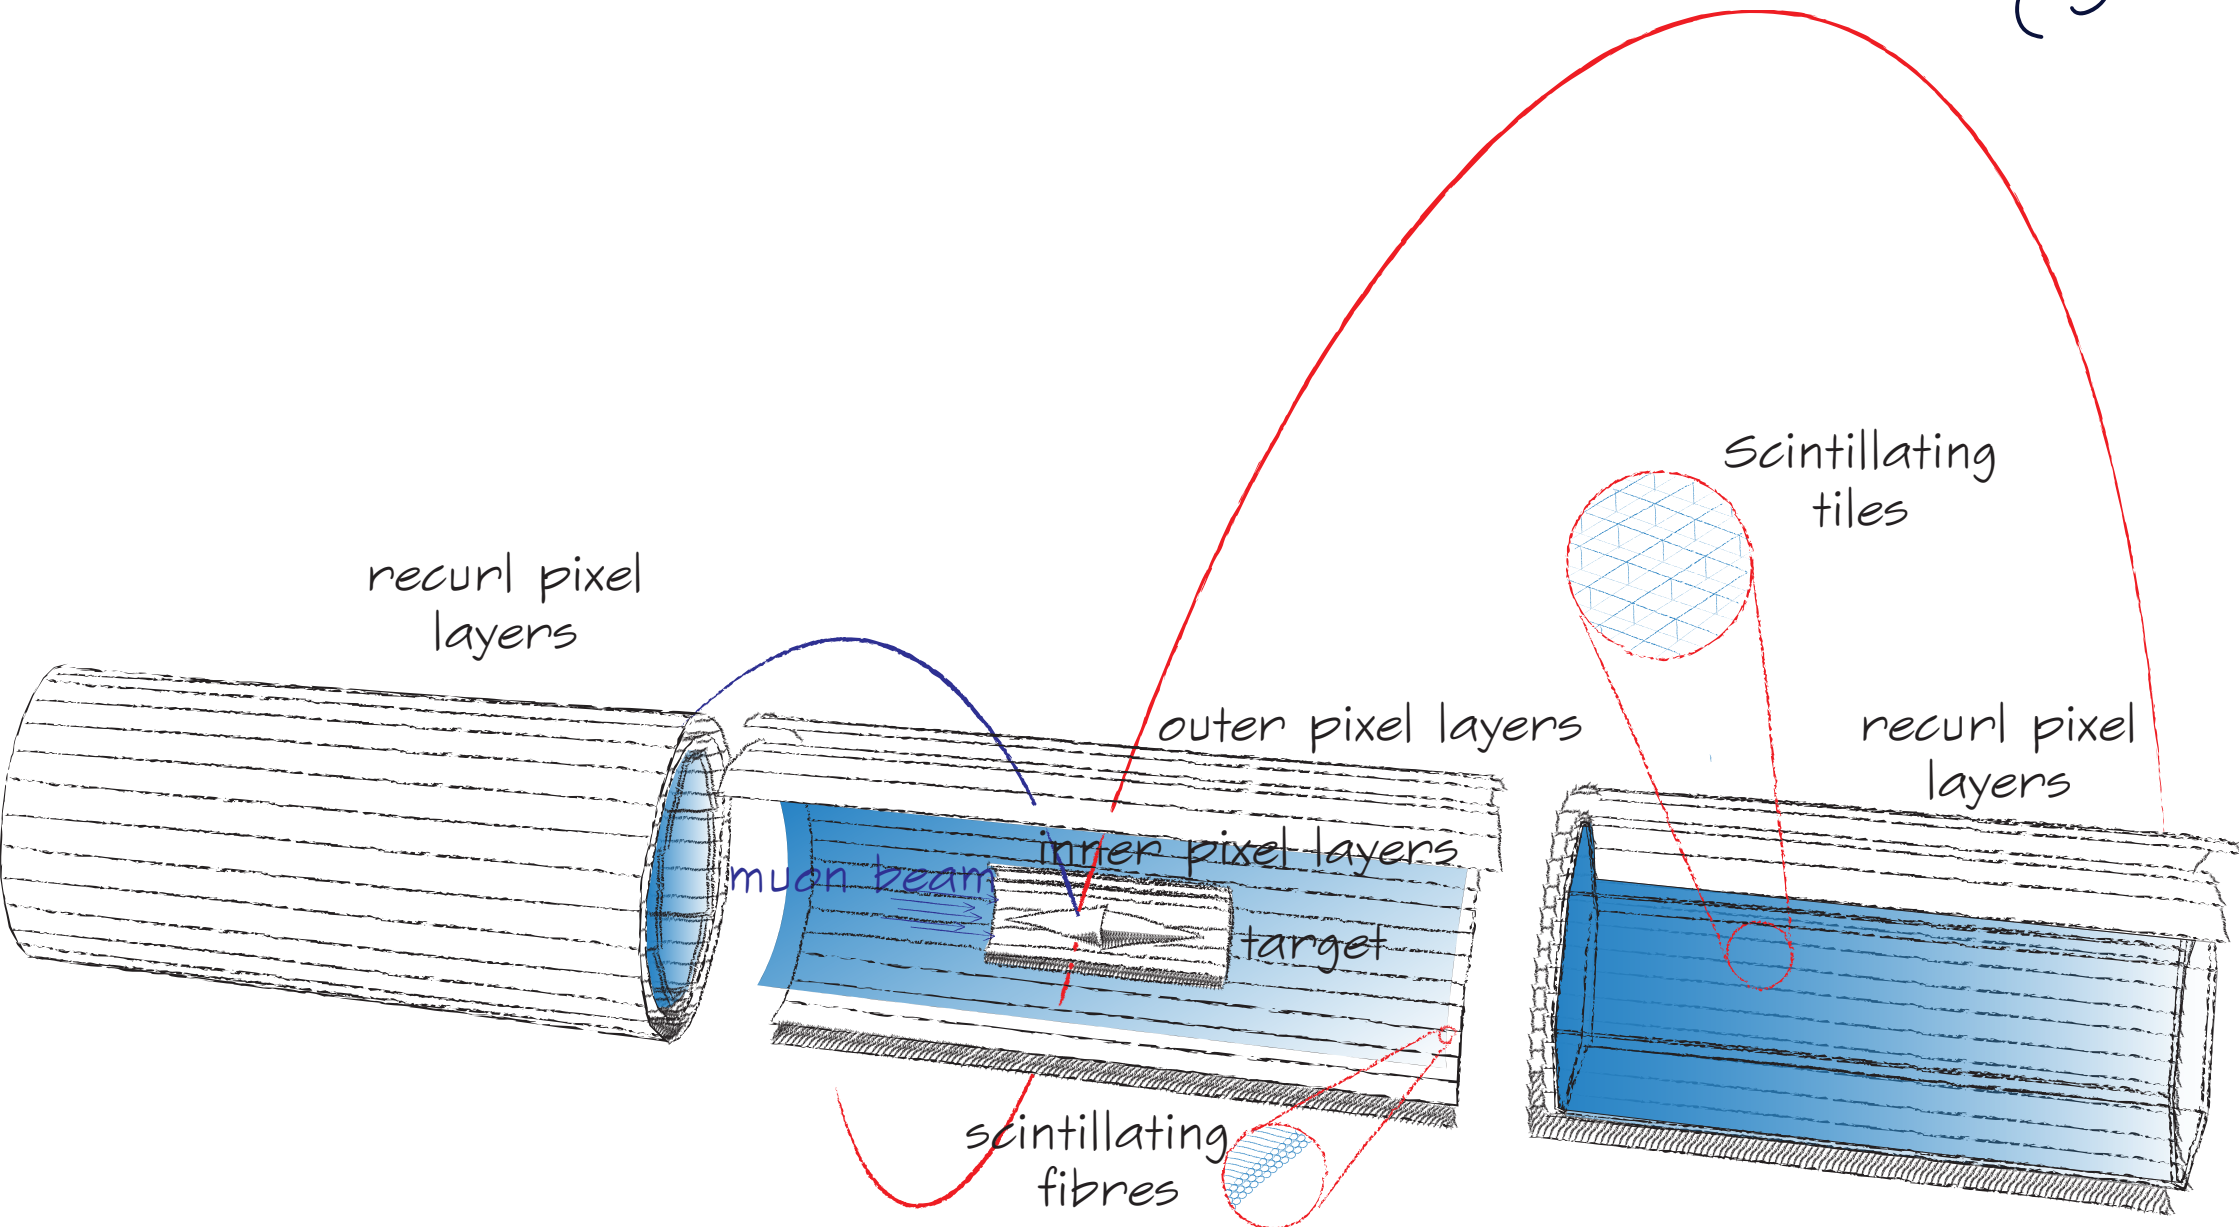 Scintillating
tiles
recurl pixel
layers
outer pixel layers
recurl pixel
layers
inner pixel layers
muon beam
target
scintillating
fibres